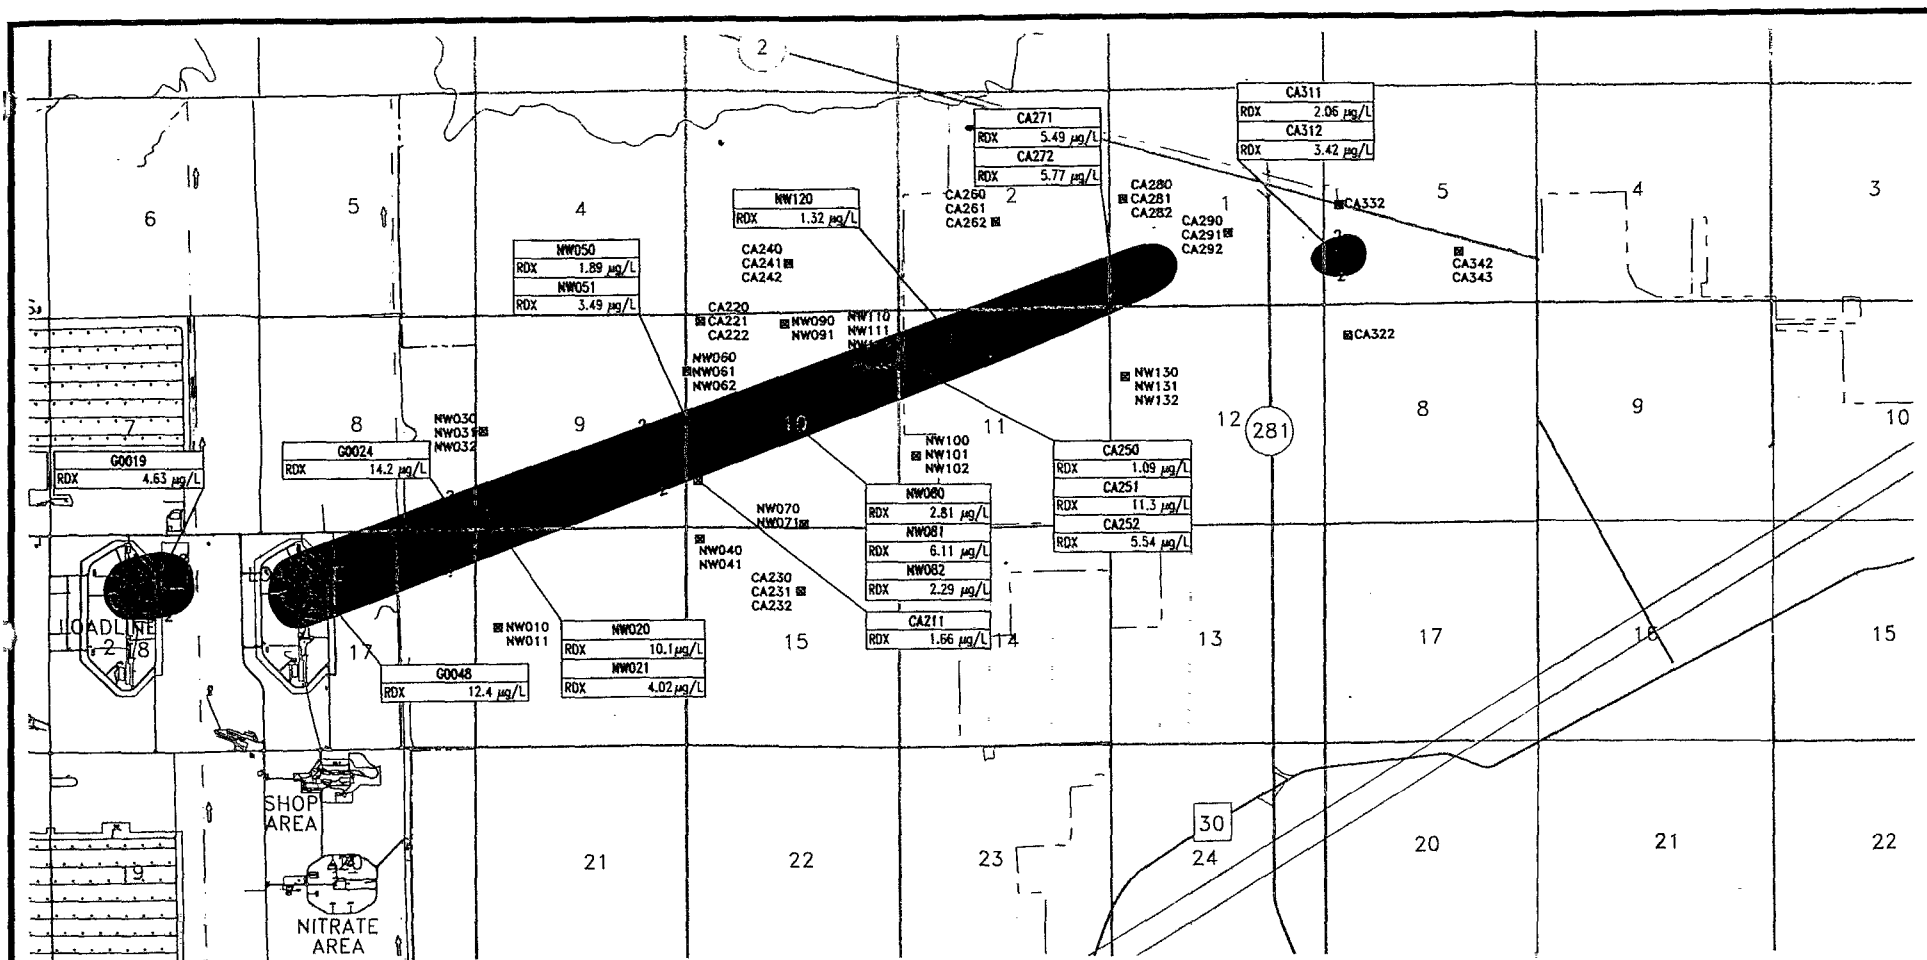 2
CA311
RDX 2.06 µg/L
CA312
RDX 3.42 µg/L
CA271
RDX 5.49 µg/L
CA272
RDX 5.77 µg/L
6
5
4
NW120
RDX 1.32 µg/L
CA260
CA261
CA262
2
CA280
CA281
CA282
1
CA290
CA291
CA292
CA332
5
4
3
NW050
RDX 1.89 µg/L
NW051
RDX 3.49 µg/L
CA240
CA241
CA242
2
2
CA342
CA343
CA220
CA221
CA222
NW090
NW091
NW110
NW111
CA322
NW060
NW061
NW062
NW130
NW131
NW132
7
8
9
2
10
11
12
281
8
9
10
NW030
NW031
NW032
G0019
RDX 4.63 µg/L
G0024
RDX 14.2 µg/L
NW100
NW101
NW102
CA250
RDX 1.09 µg/L
CA251
RDX 11.3 µg/L
CA252
RDX 5.54 µg/L
2
2
NW080
RDX 2.81 µg/L
NW081
RDX 6.11 µg/L
NW082
RDX 2.29 µg/L
NW070
NW071
NW040
NW041
CA230
CA231
CA232
CA211
RDX 1.66 µg/L
LOADLINE
2
18
17
NW010
NW011
NW020
RDX 10.1 µg/L
NW021
RDX 4.02 µg/L
15
14
13
17
16
15
G0048
RDX 12.4 µg/L
SHOP
AREA
30
19
20
21
22
23
24
20
21
22
NITRATE
AREA